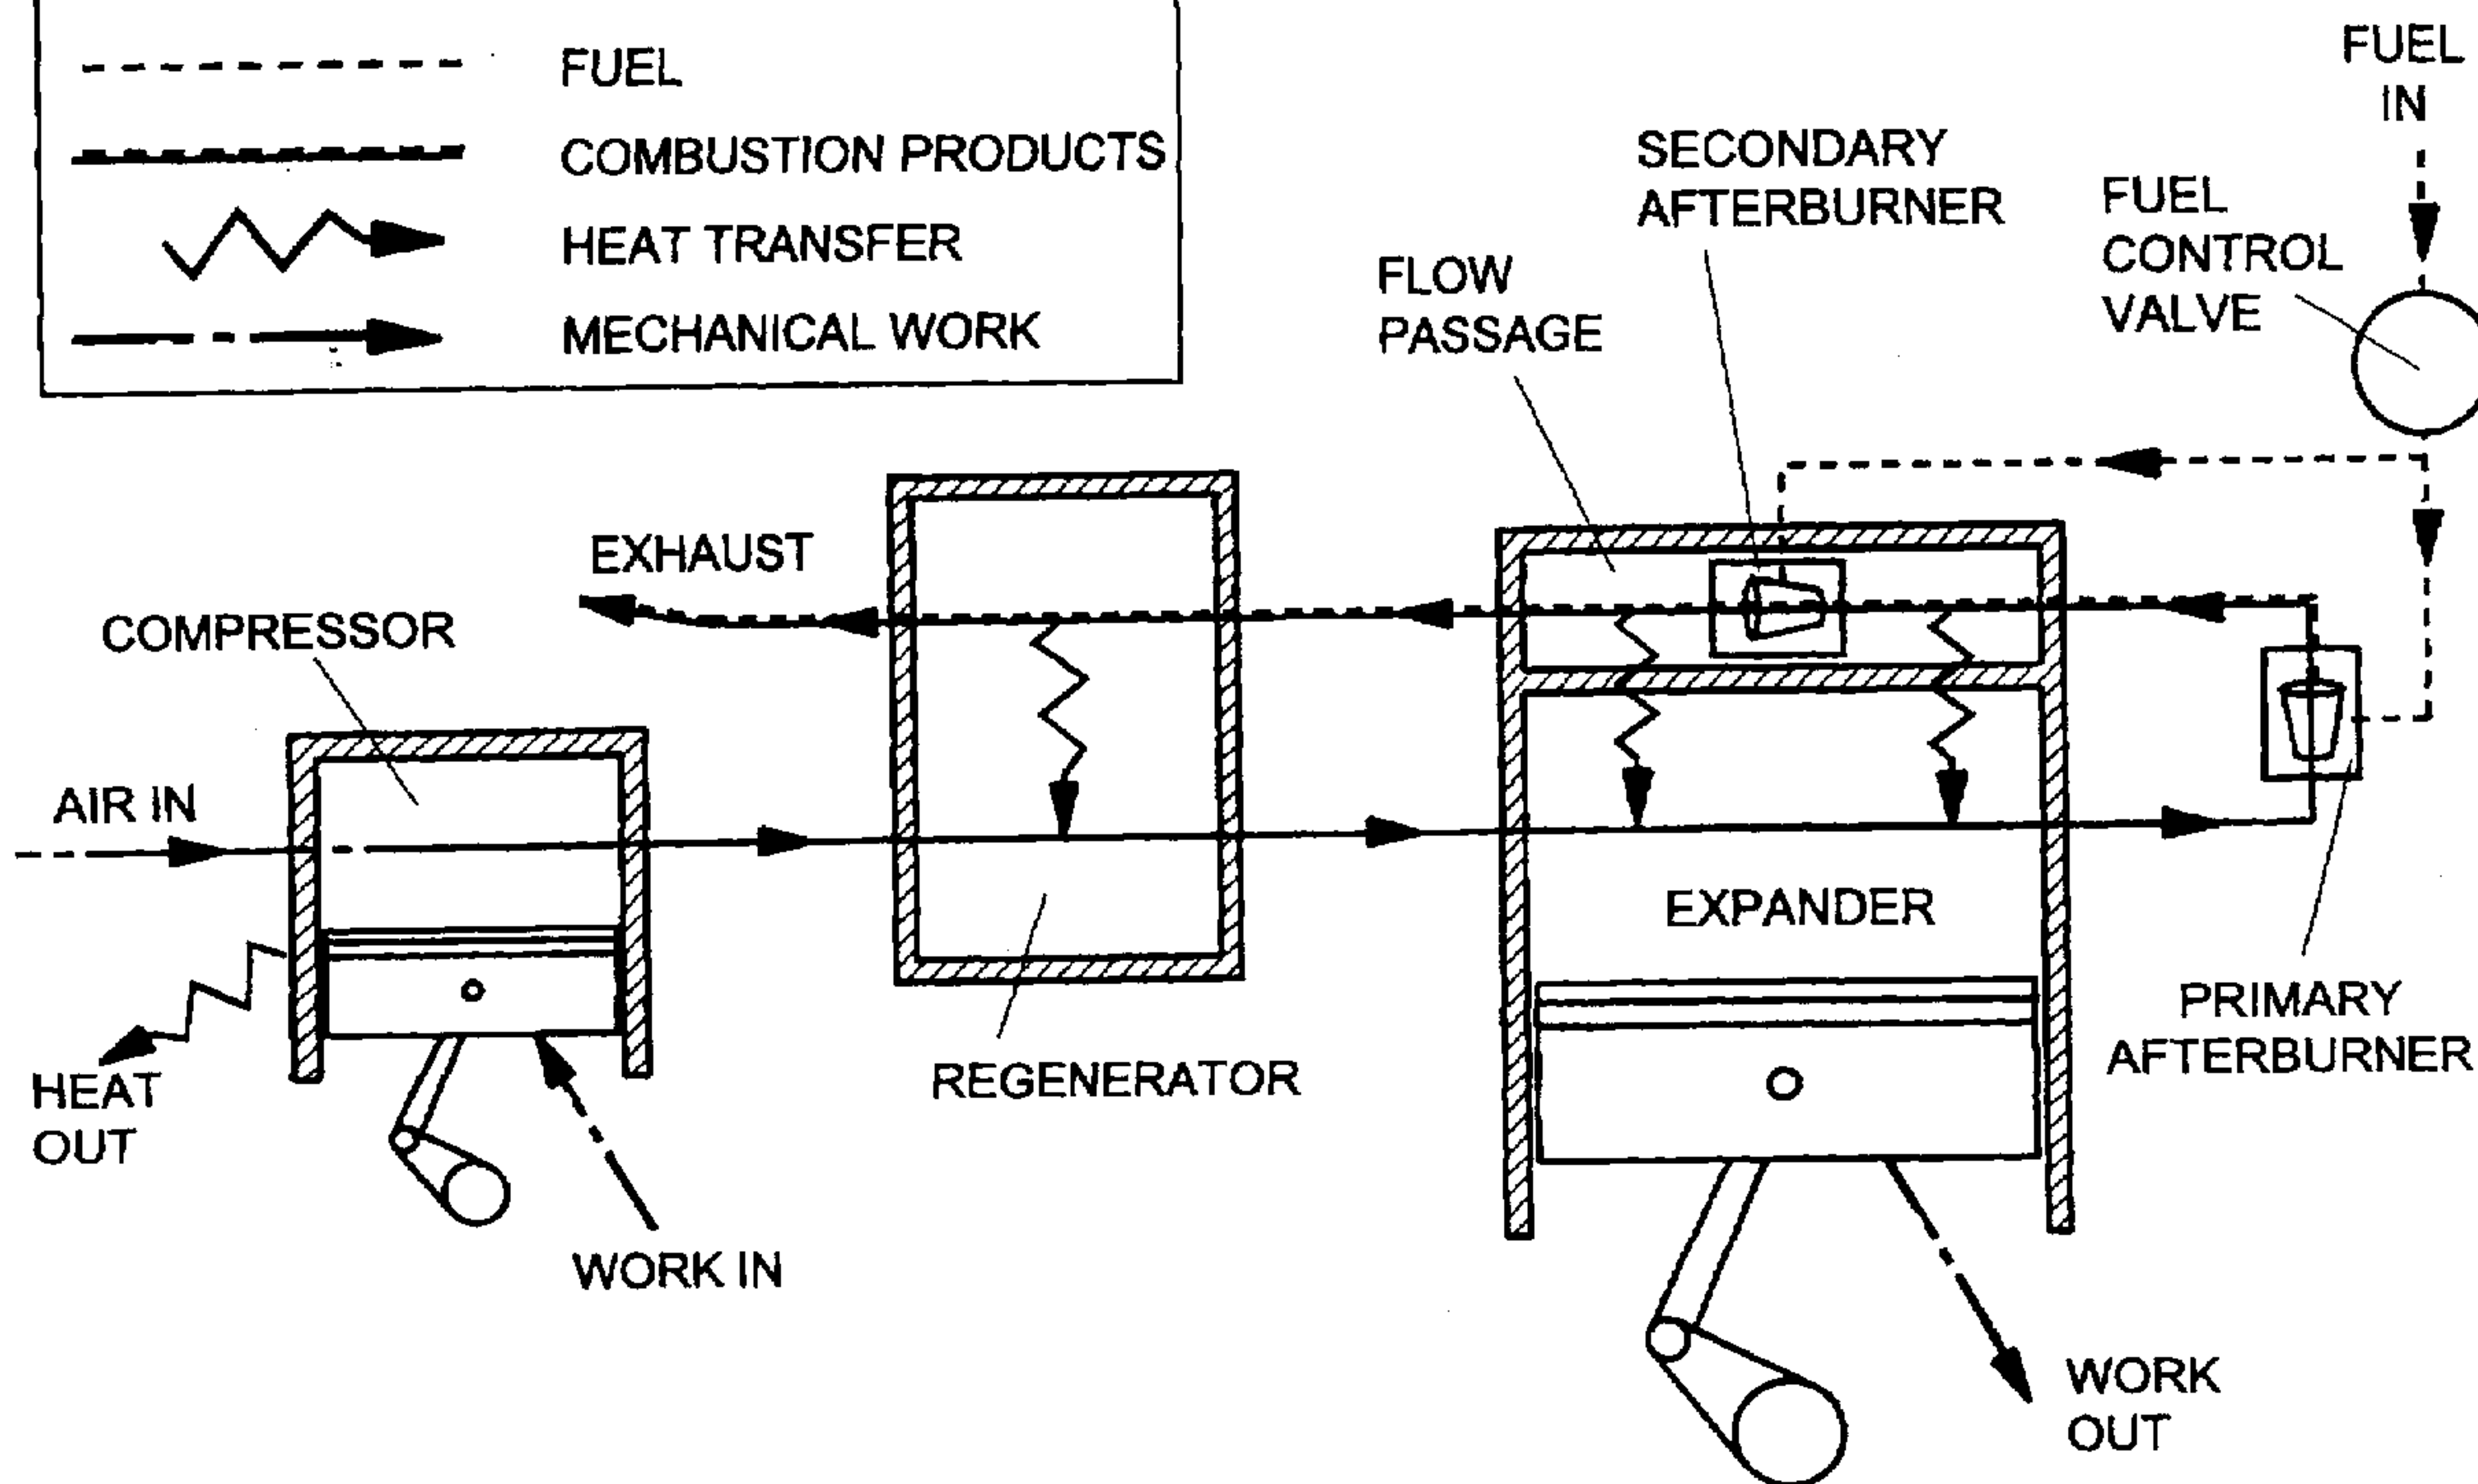 FUEL
COMBUSTION PRODUCTS
HEAT TRANSFER
MECHANICAL WORK
FUEL
IN
SECONDARY
AFTERBURNER
FUEL
CONTROL
VALVE
FLOW
PASSAGE
EXHAUST
COMPRESSOR
AIR IN
EXPANDER
PRIMARY
AFTERBURNER
REGENERATOR
HEAT
OUT
WORK IN
WORK
OUT